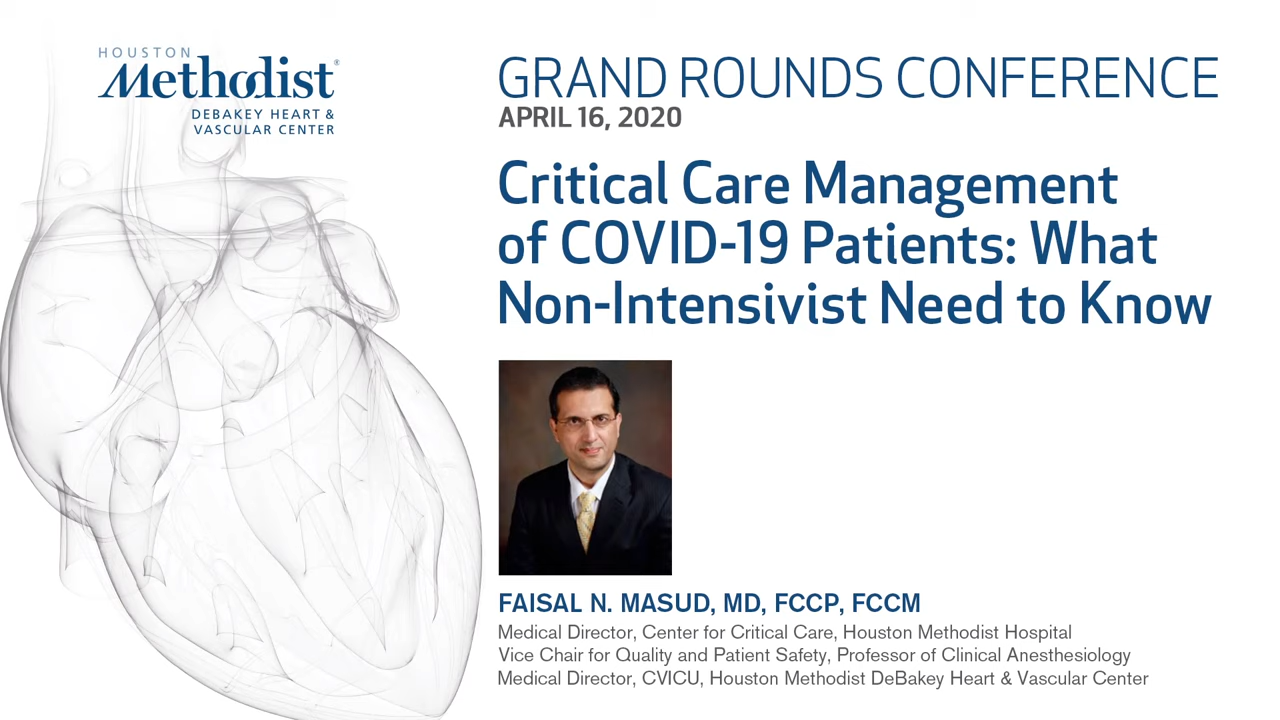 HOUSTON
Methodist®
DEBAKEY HEART &
VASCULAR CENTER
GRAND ROUNDS CONFERENCE
APRIL 16, 2020
Critical Care Management
of COVID-19 Patients: What
Non-Intensivist Need to Know
FAISAL N. MASUD, MD, FCCP, FCCM
Medical Director, Center for Critical Care, Houston Methodist Hospital
Vice Chair for Quality and Patient Safety, Professor of Clinical Anesthesiology
Medical Director, CVICU, Houston Methodist DeBakey Heart & Vascular Center